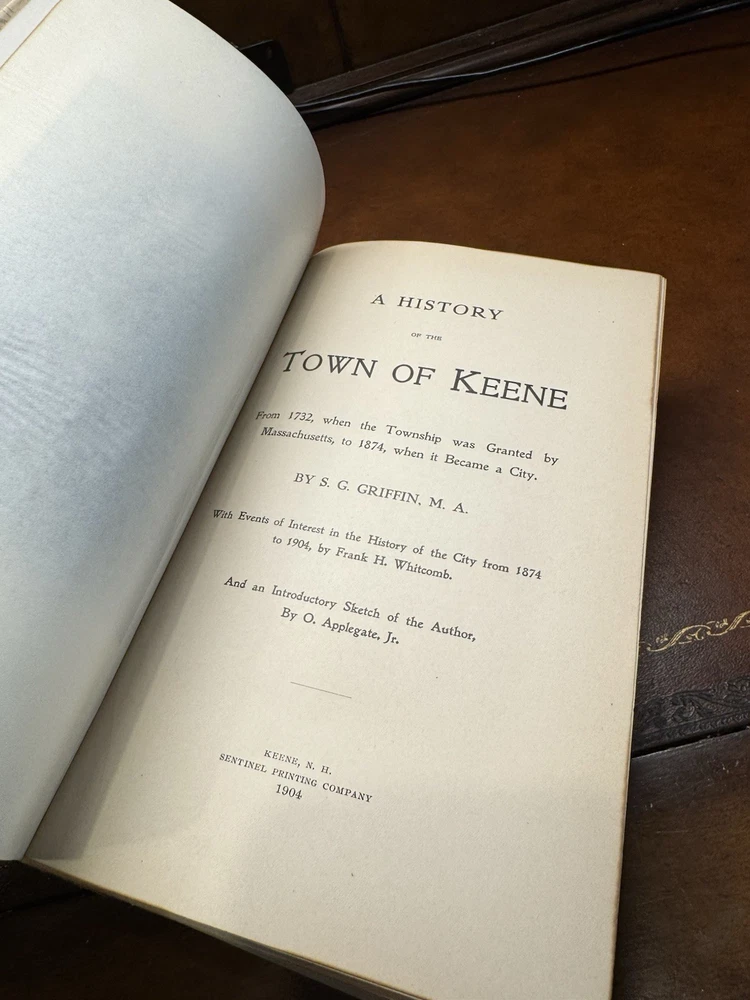 A HISTORY
OF THE
TOWN OF KEENE
From 1732, when the Township was Granted by
Massachusetts, to 1874, when it Became a City.
BY S. G. GRIFFIN, M. A.
With Events of Interest in the History of the City from 1874
to 1904, by Frank H. Whitcomb.
And an Introductory Sketch of the Author,
By O. Applegate, Jr.
KEENE, N. H.
SENTINEL PRINTING COMPANY
1904